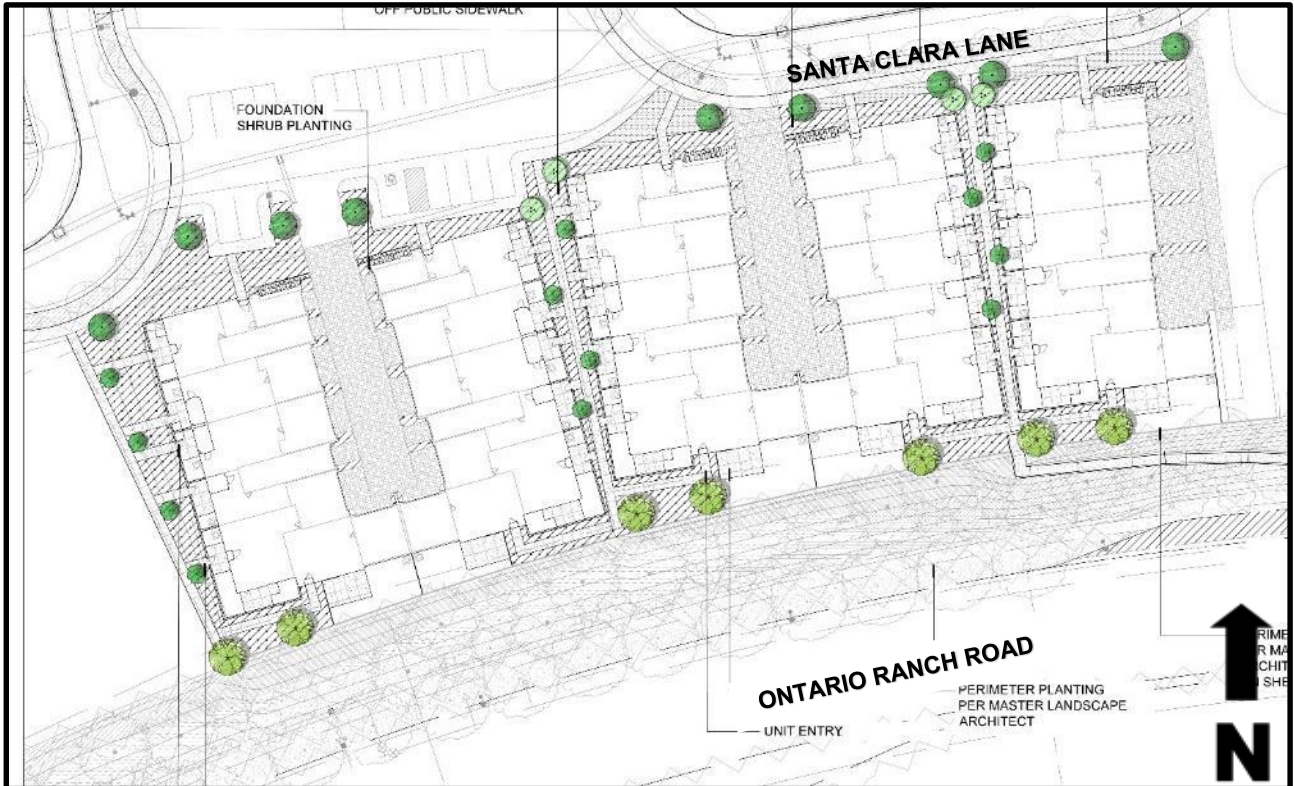 OFF PUBLIC SIDEWALK
SANTA CLARA LANE
FOUNDATION
SHRUB PLANTING
ONTARIO RANCH ROAD
PERIMETER PLANTING
PER MASTER LANDSCAPE
ARCHITECT
UNIT ENTRY
N